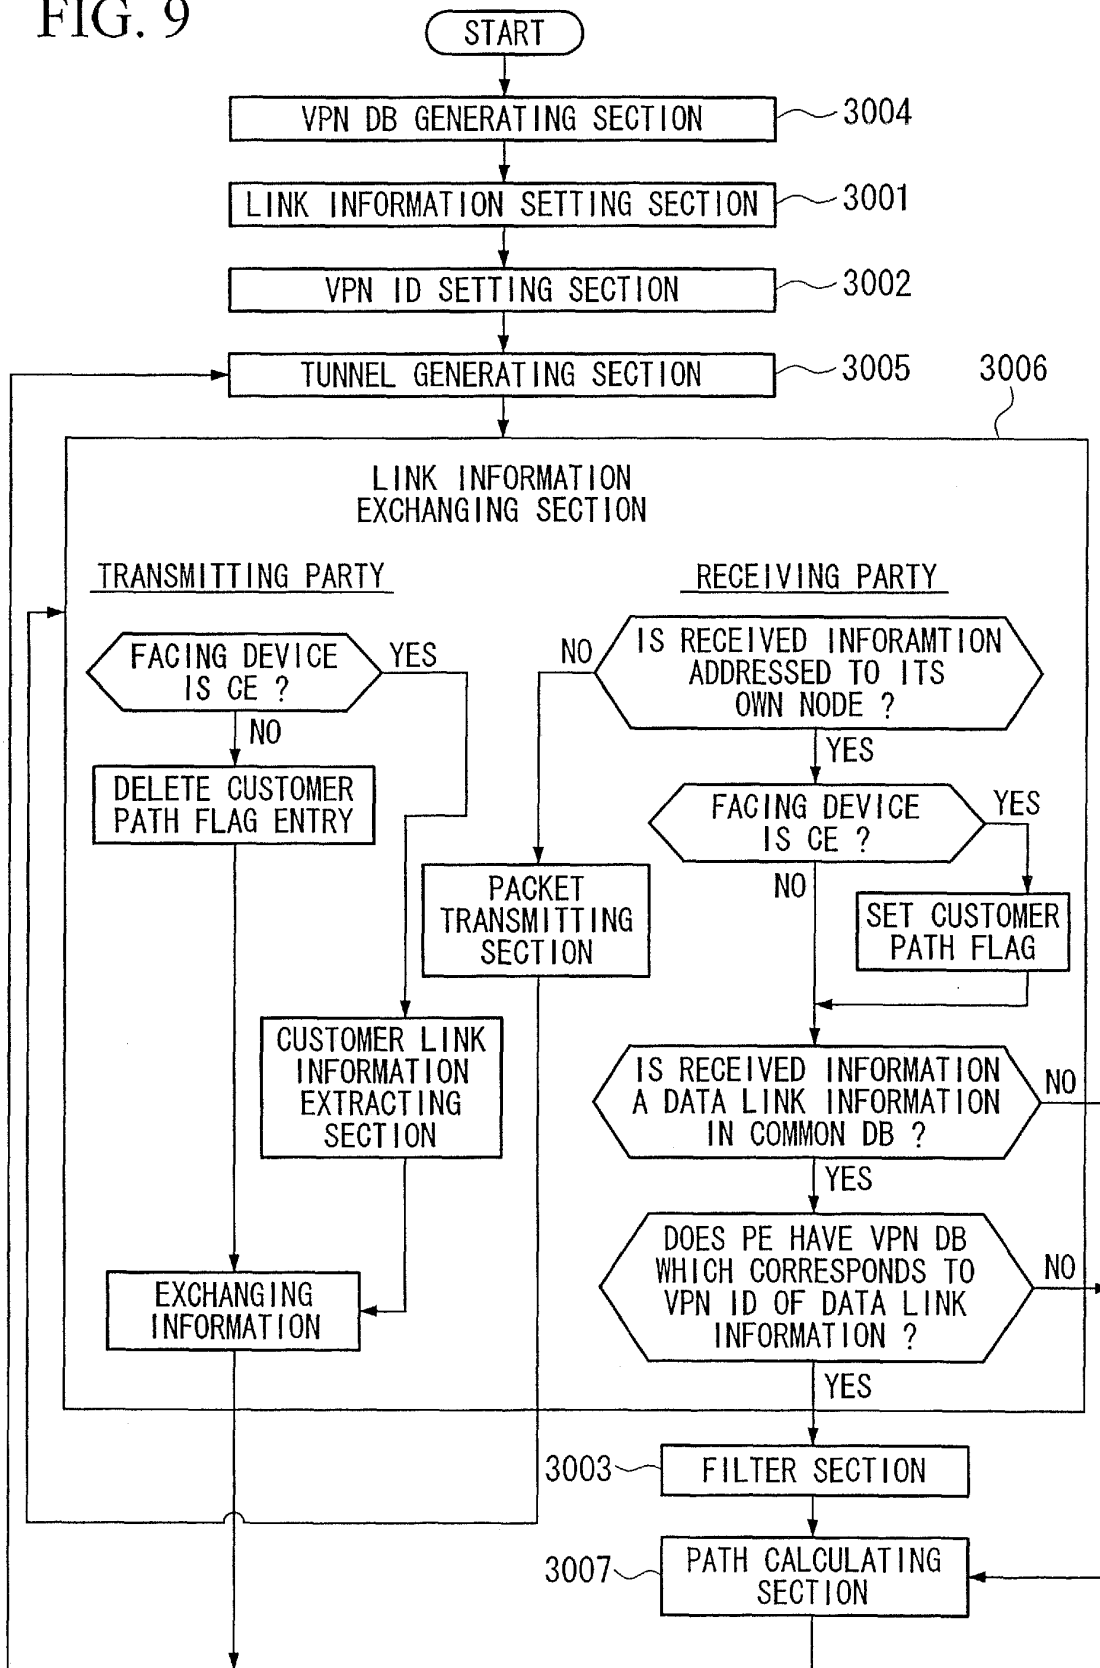 FIG. 9
START
VPN DB GENERATING SECTION
3004
LINK INFORMATION SETTING SECTION
3001
VPN ID SETTING SECTION
3002
TUNNEL GENERATING SECTION
3005
3006
LINK INFORMATION
EXCHANGING SECTION
TRANSMITTING PARTY
RECEIVING PARTY
FACING DEVICE
IS CE ?
YES
NO
DELETE CUSTOMER
PATH FLAG ENTRY
NO
IS RECEIVED INFORAMTION
ADDRESSED TO ITS
OWN NODE ?
YES
FACING DEVICE
IS CE ?
YES
NO
PACKET
TRANSMITTING
SECTION
SET CUSTOMER
PATH FLAG
CUSTOMER LINK
INFORMATION
EXTRACTING
SECTION
IS RECEIVED INFORMATION
A DATA LINK INFORMATION
IN COMMON DB ?
NO
YES
DOES PE HAVE VPN DB
WHICH CORRESPONDS TO
VPN ID OF DATA LINK
INFORMATION ?
NO
EXCHANGING
INFORMATION
YES
3003
FILTER SECTION
3007
PATH CALCULATING
SECTION